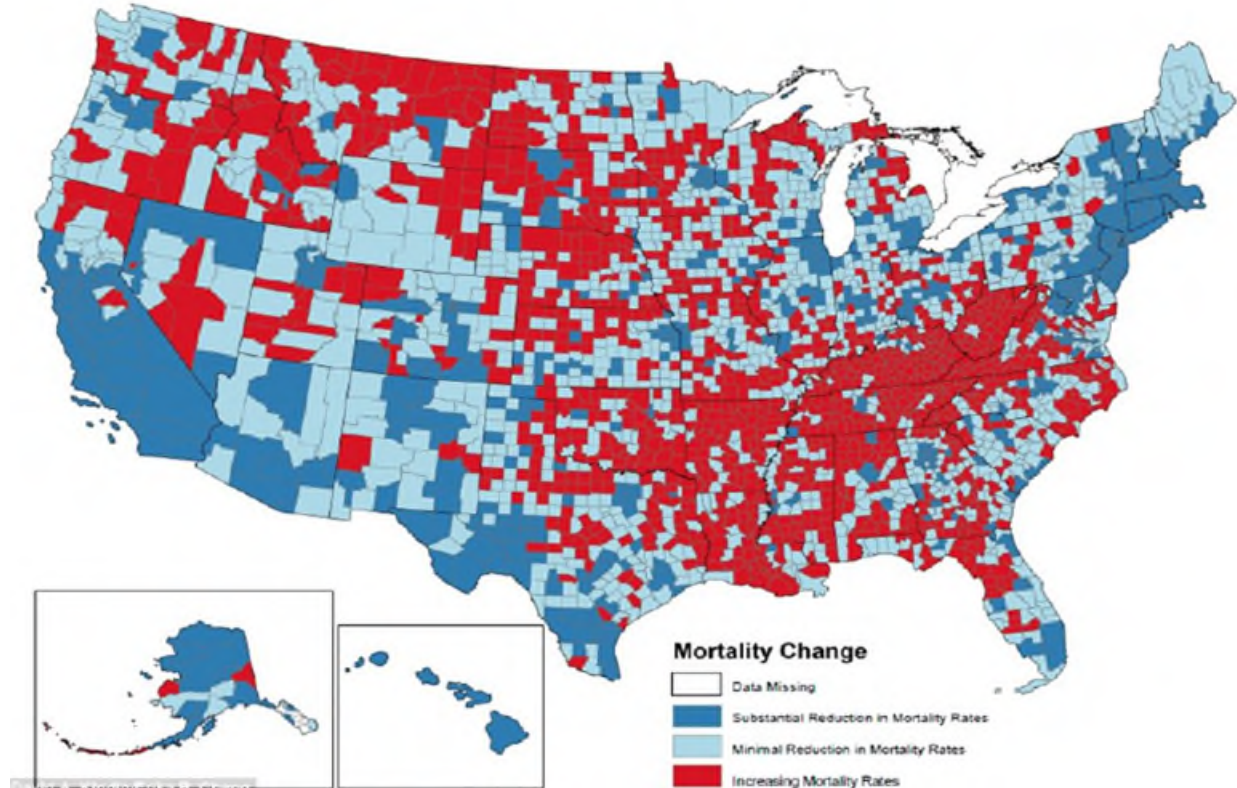 Mortality Change
Data Missing
Substantial Reduction in Mortality Rates
Minimal Reduction in Mortality Rates
Increasing Mortality Rates